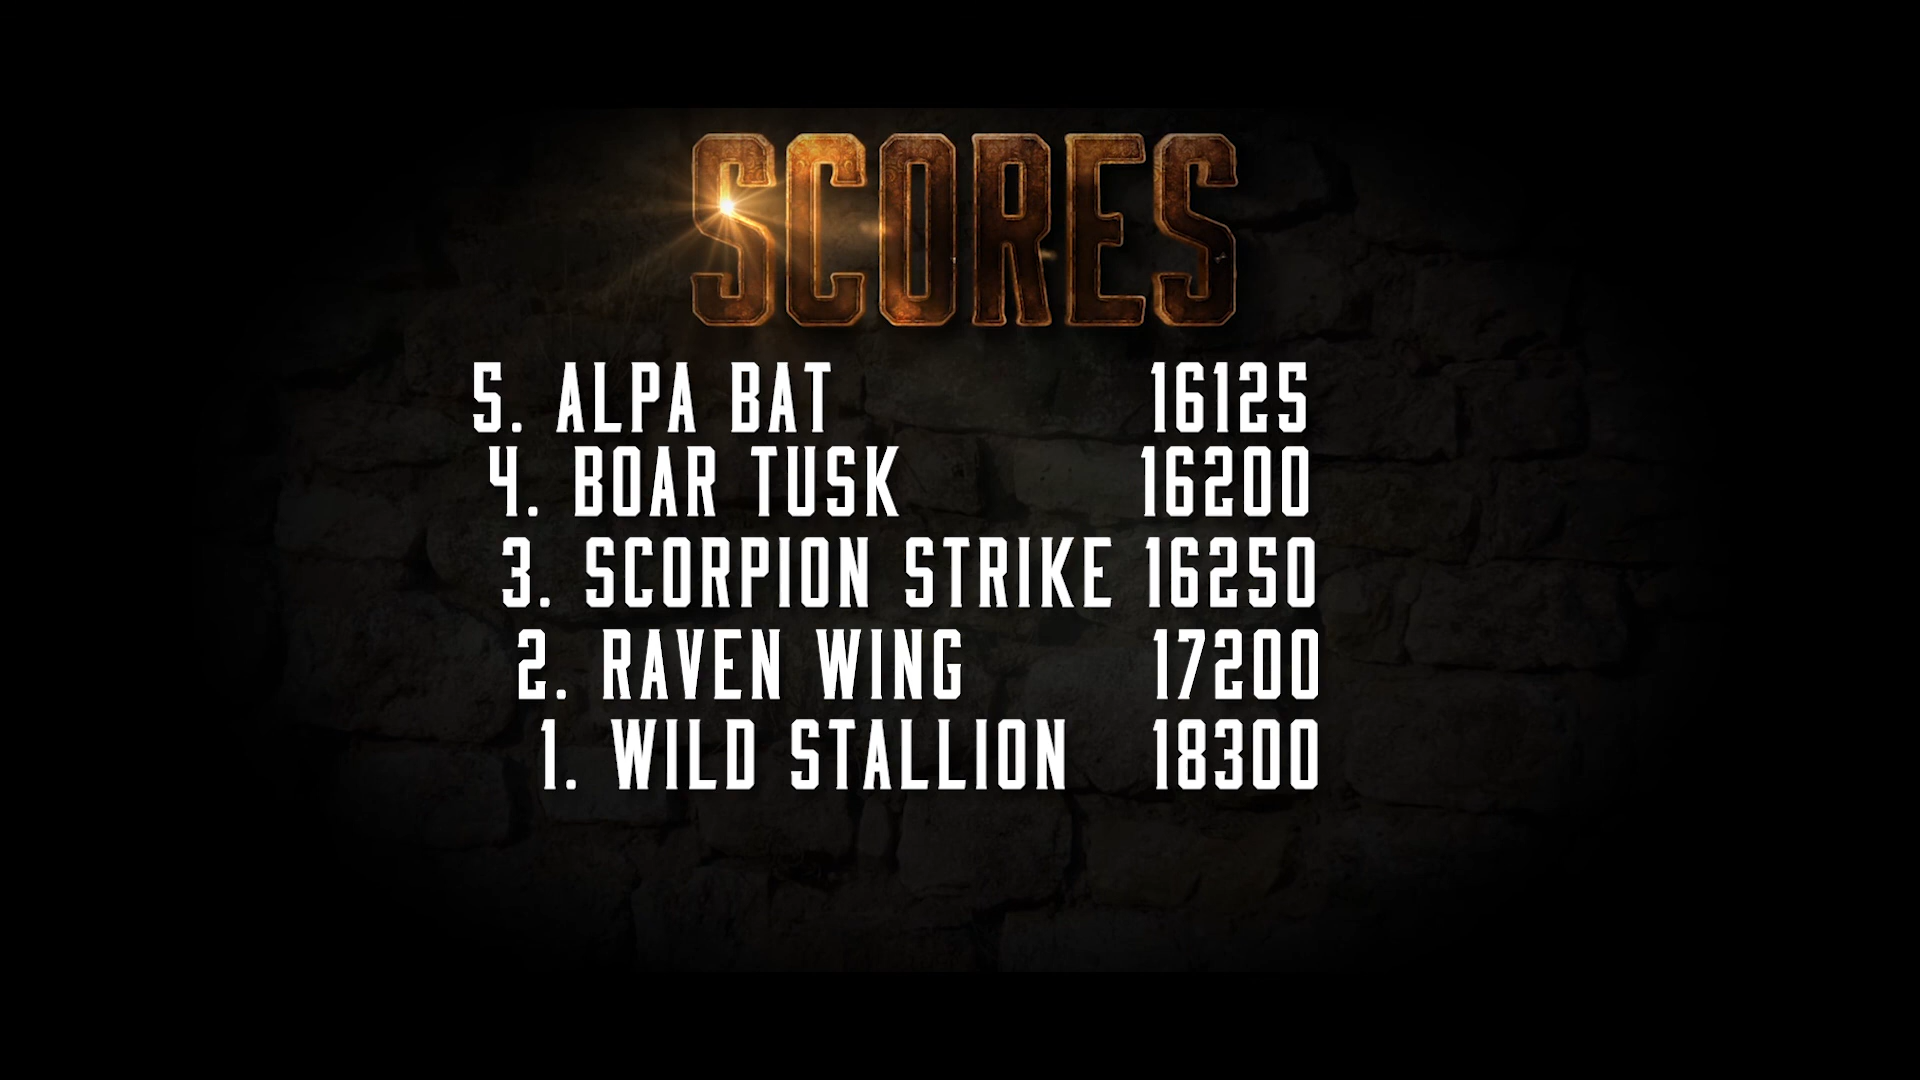 SCORES
5. ALPA BAT 16125
4. BOAR TUSK 16200
3. SCORPION STRIKE 16250
2. RAVEN WING 17200
1. WILD STALLION 18300